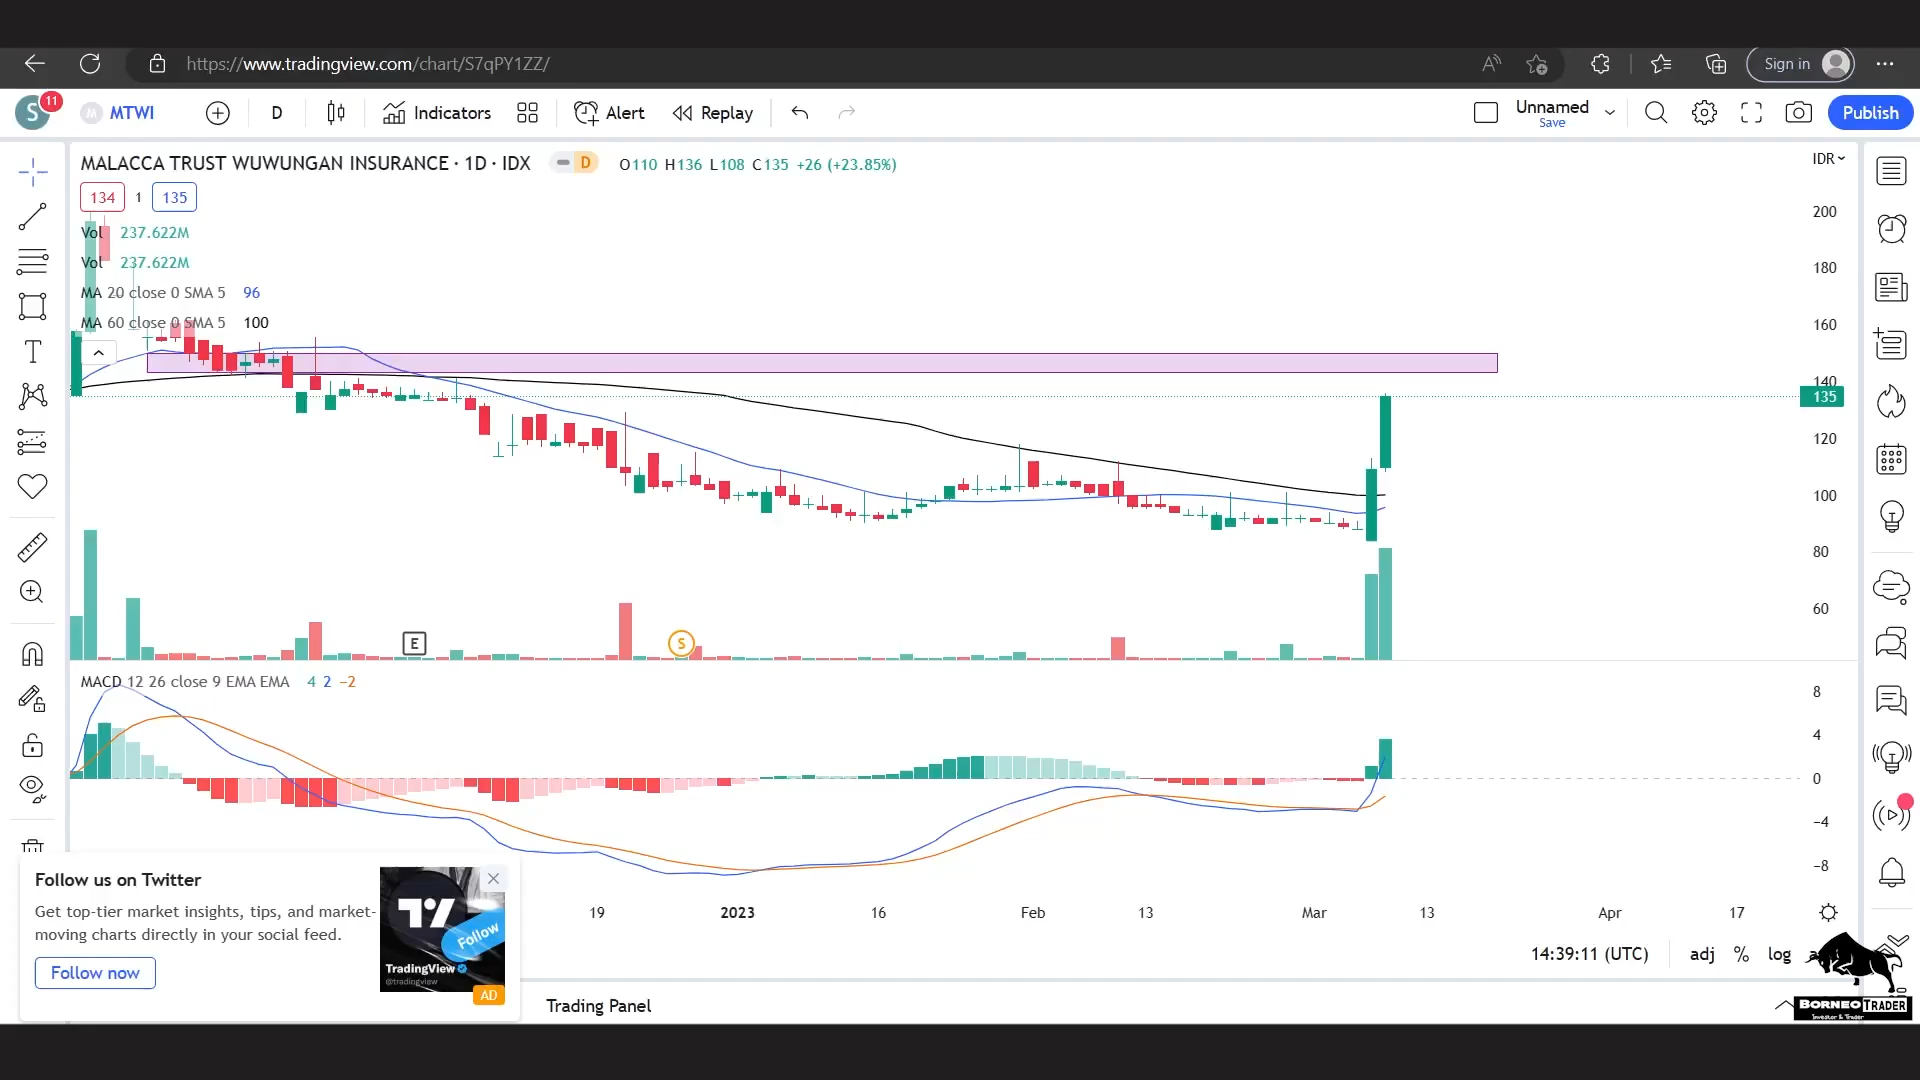 https://www.tradingview.com/chart/S7qPY1ZZ/
Sign in
S 11
M MTWI
D
Indicators
Alert
Replay
Unnamed
Save
Publish
MALACCA TRUST WUWUNGAN INSURANCE · 1D · IDX
D
O110 H136 L108 C135 +26 (+23.85%)
IDR
134 1 135
Vol 237.622M
Vol 237.622M
MA 20 close 0 SMA 5 96
MA 60 close 0 SMA 5 100
200
180
160
140
135
120
100
80
60
E
S
MACD 12 26 close 9 EMA EMA 4 2 −2
8
4
0
−4
−8
19 2023 16 Feb 13 Mar 13 Apr 17
14:39:11 (UTC)
adj % log
Follow us on Twitter
Get top-tier market insights, tips, and market-
moving charts directly in your social feed.
Follow now
Follow
TradingView
@tradingview
AD
Trading Panel
BORNEO TRADER
Investor & Trader